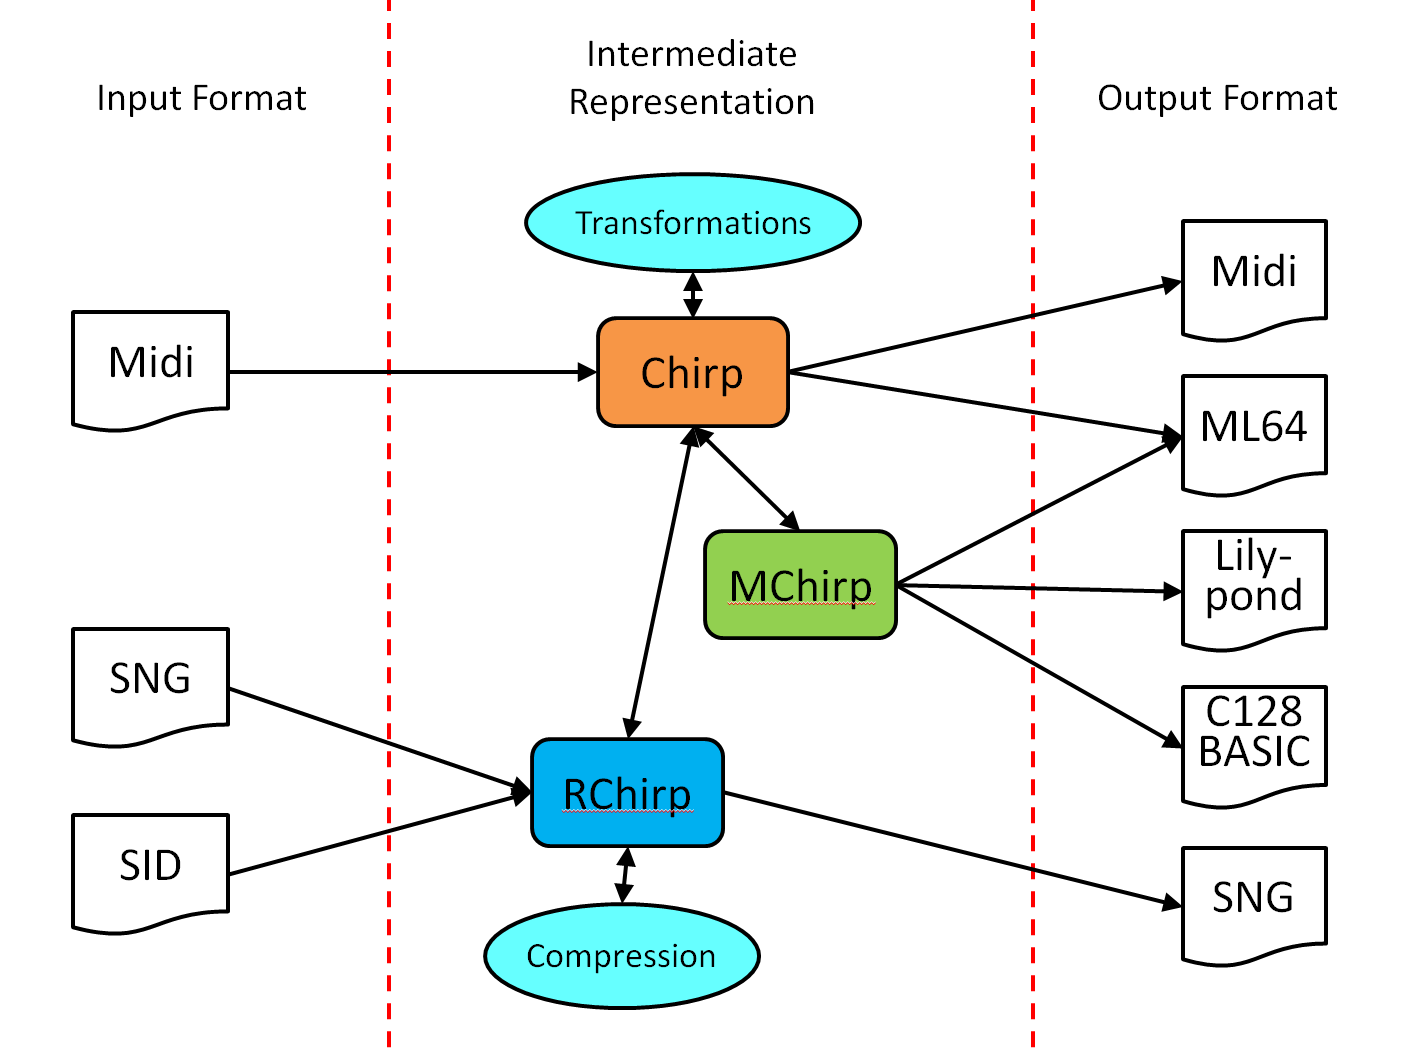 Input Format
Intermediate
Representation
Output Format
Transformations
Midi
Chirp
Midi
ML64
MChirp
Lily-
pond
SNG
RChirp
C128
BASIC
SID
SNG
Compression